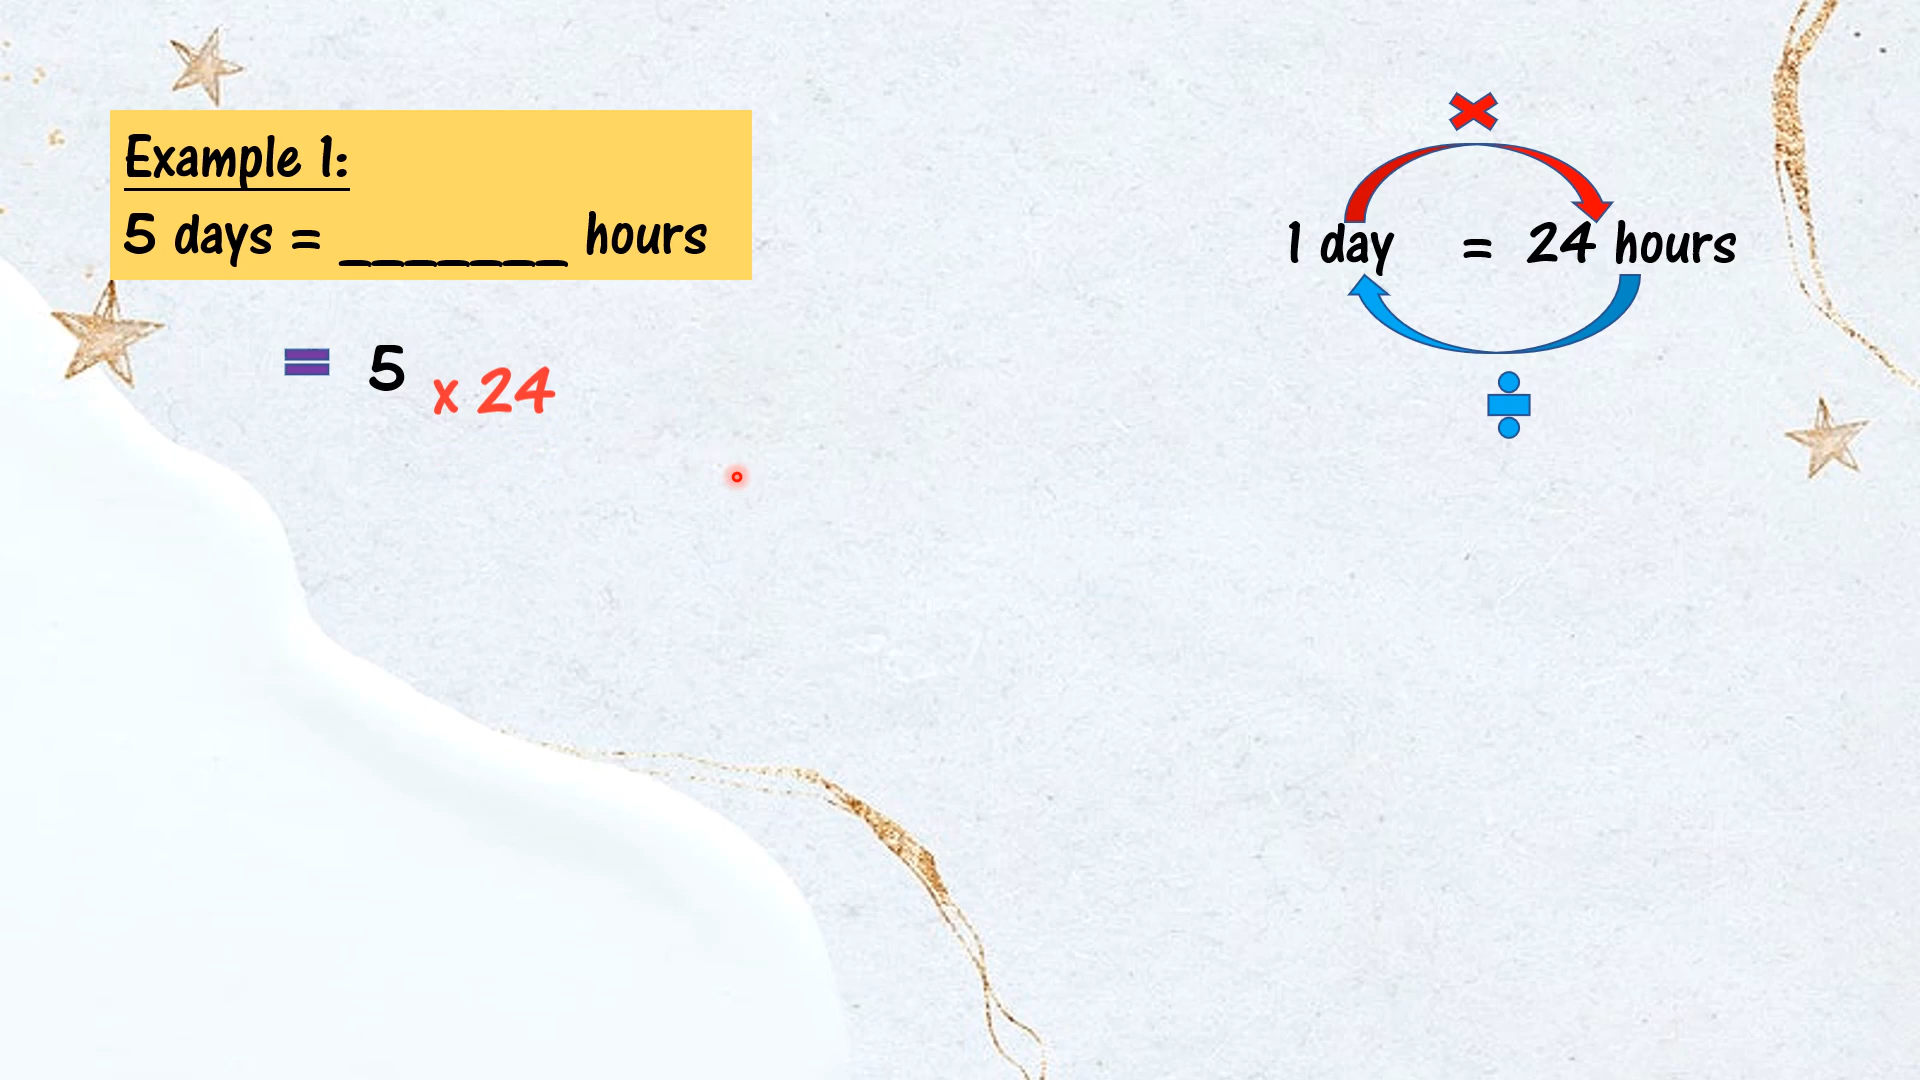 Example 1:
5 days = _______ hours
= 5 x 24
1 day = 24 hours